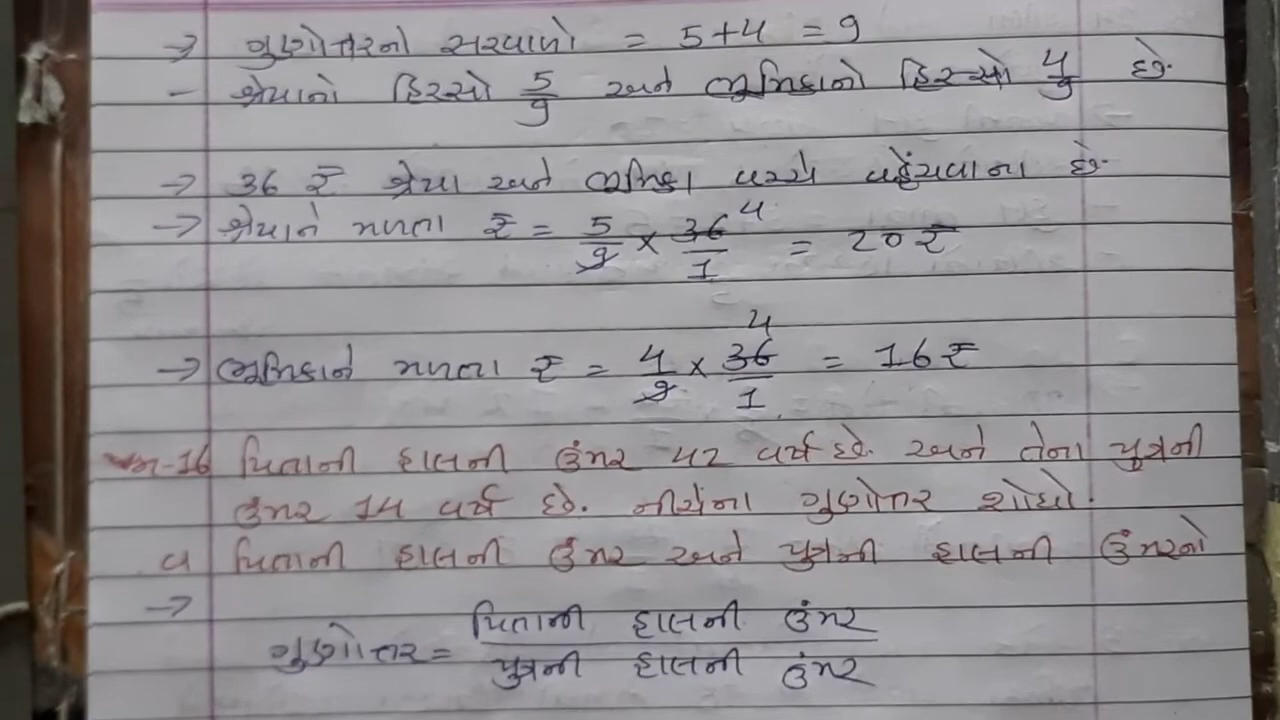 → ગુણોત્તરનો સરવાળો = 5+4 = 9
- શ્રેયાનો હિસ્સો 5/9 અને ભૂમિકાનો હિસ્સો 4/9 છે.
→ 36 ₹ શ્રેયા અને ભૂમિકા વચ્ચે વહેંચવાના છે.
→ શ્રેયાને મળતા ₹ = 5/9 × 36/1 4 = 20 ₹
→ ભૂમિકાને મળતા ₹ = 4/9 × 36/1 4 = 16 ₹
-16 પિતાની હાલની ઉંમર 42 વર્ષ છે. અને તેના પુત્રની
ઉંમર 14 વર્ષ છે. નીચેના ગુણોત્તર શોધો.
પિતાની હાલની ઉંમર અને પુત્રની હાલની ઉંમરનો
→
ગુણોત્તર = પિતાની હાલની ઉંમર / પુત્રની હાલની ઉંમર